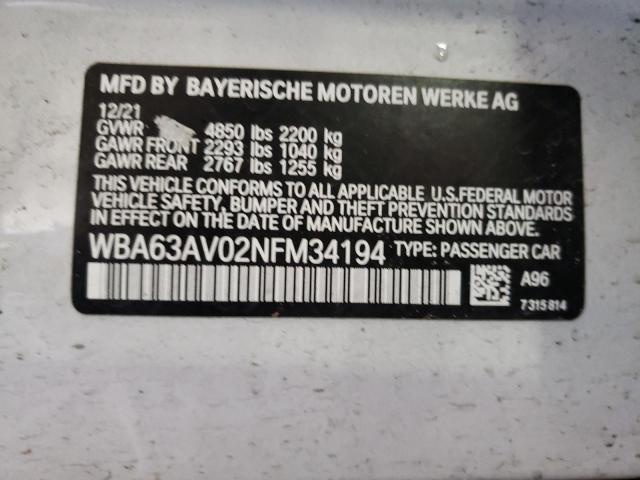 MFD BY BAYERISCHE MOTOREN WERKE AG
12/21
GVWR 4850 lbs 2200 kg
GAWR FRONT 2293 lbs 1040 kg
GAWR REAR 2767 lbs 1255 kg
THIS VEHICLE CONFORMS TO ALL APPLICABLE U.S.FEDERAL MOTOR
VEHICLE SAFETY, BUMPER AND THEFT PREVENTION STANDARDS
IN EFFECT ON THE DATE OF MANUFACTURE SHOWN ABOVE.
WBA63AV02NFM34194 TYPE: PASSENGER CAR
A96
7315814